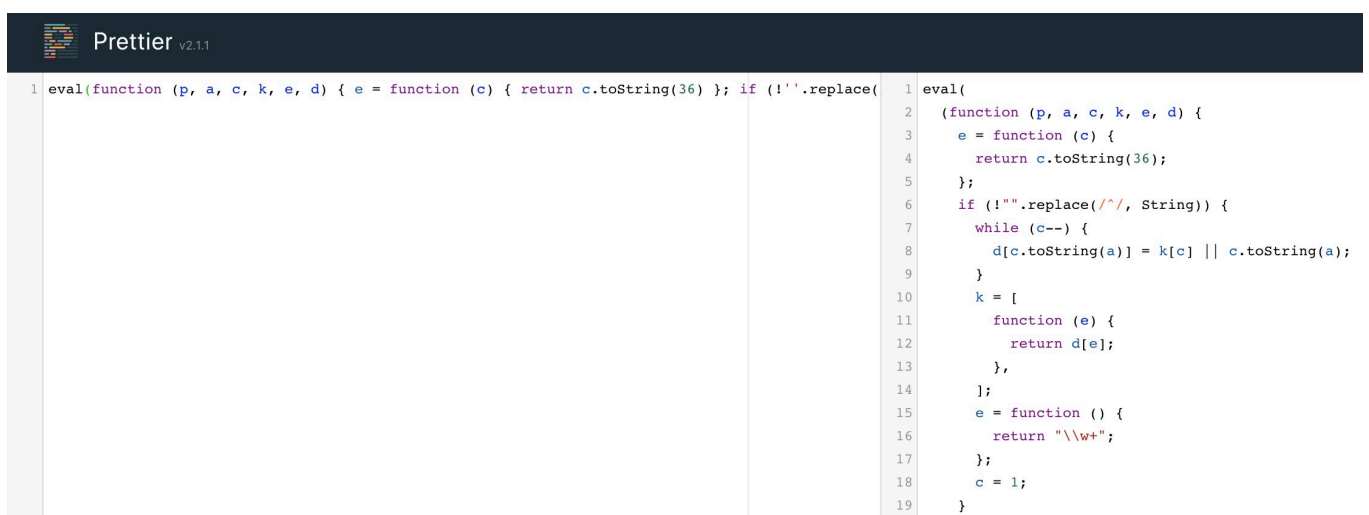 Prettier v2.1.1
1 eval(function (p, a, c, k, e, d) { e = function (c) { return c.toString(36) }; if (!''.replace(
1 eval(
2 (function (p, a, c, k, e, d) {
3 e = function (c) {
4 return c.toString(36);
5 };
6 if (!"".replace(/^/, String)) {
7 while (c--) {
8 d[c.toString(a)] = k[c] || c.toString(a);
9 }
10 k = [
11 function (e) {
12 return d[e];
13 },
14 ];
15 e = function () {
16 return "\\w+";
17 };
18 c = 1;
19 }